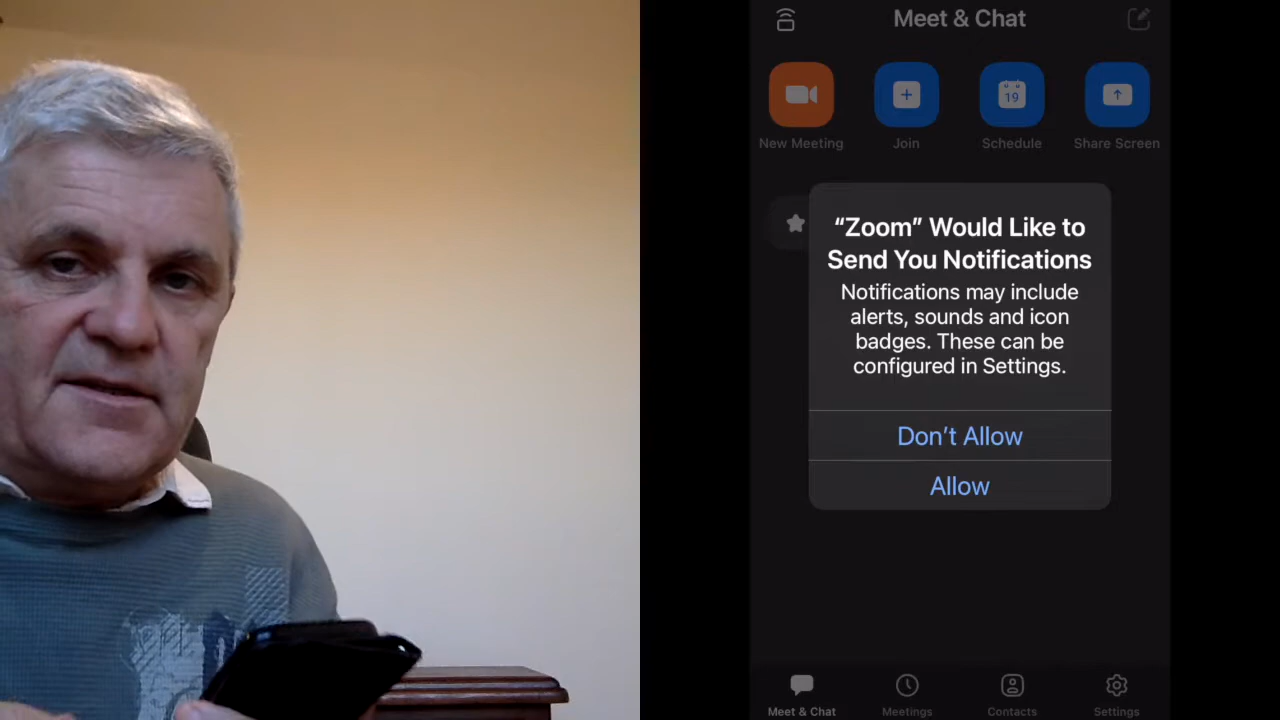 Meet & Chat
New Meeting
Join
19
Schedule
Share Screen
“Zoom” Would Like to
Send You Notifications
Notifications may include
alerts, sounds and icon
badges. These can be
configured in Settings.
Don’t Allow
Allow
Meet & Chat
Meetings
Contacts
Settings